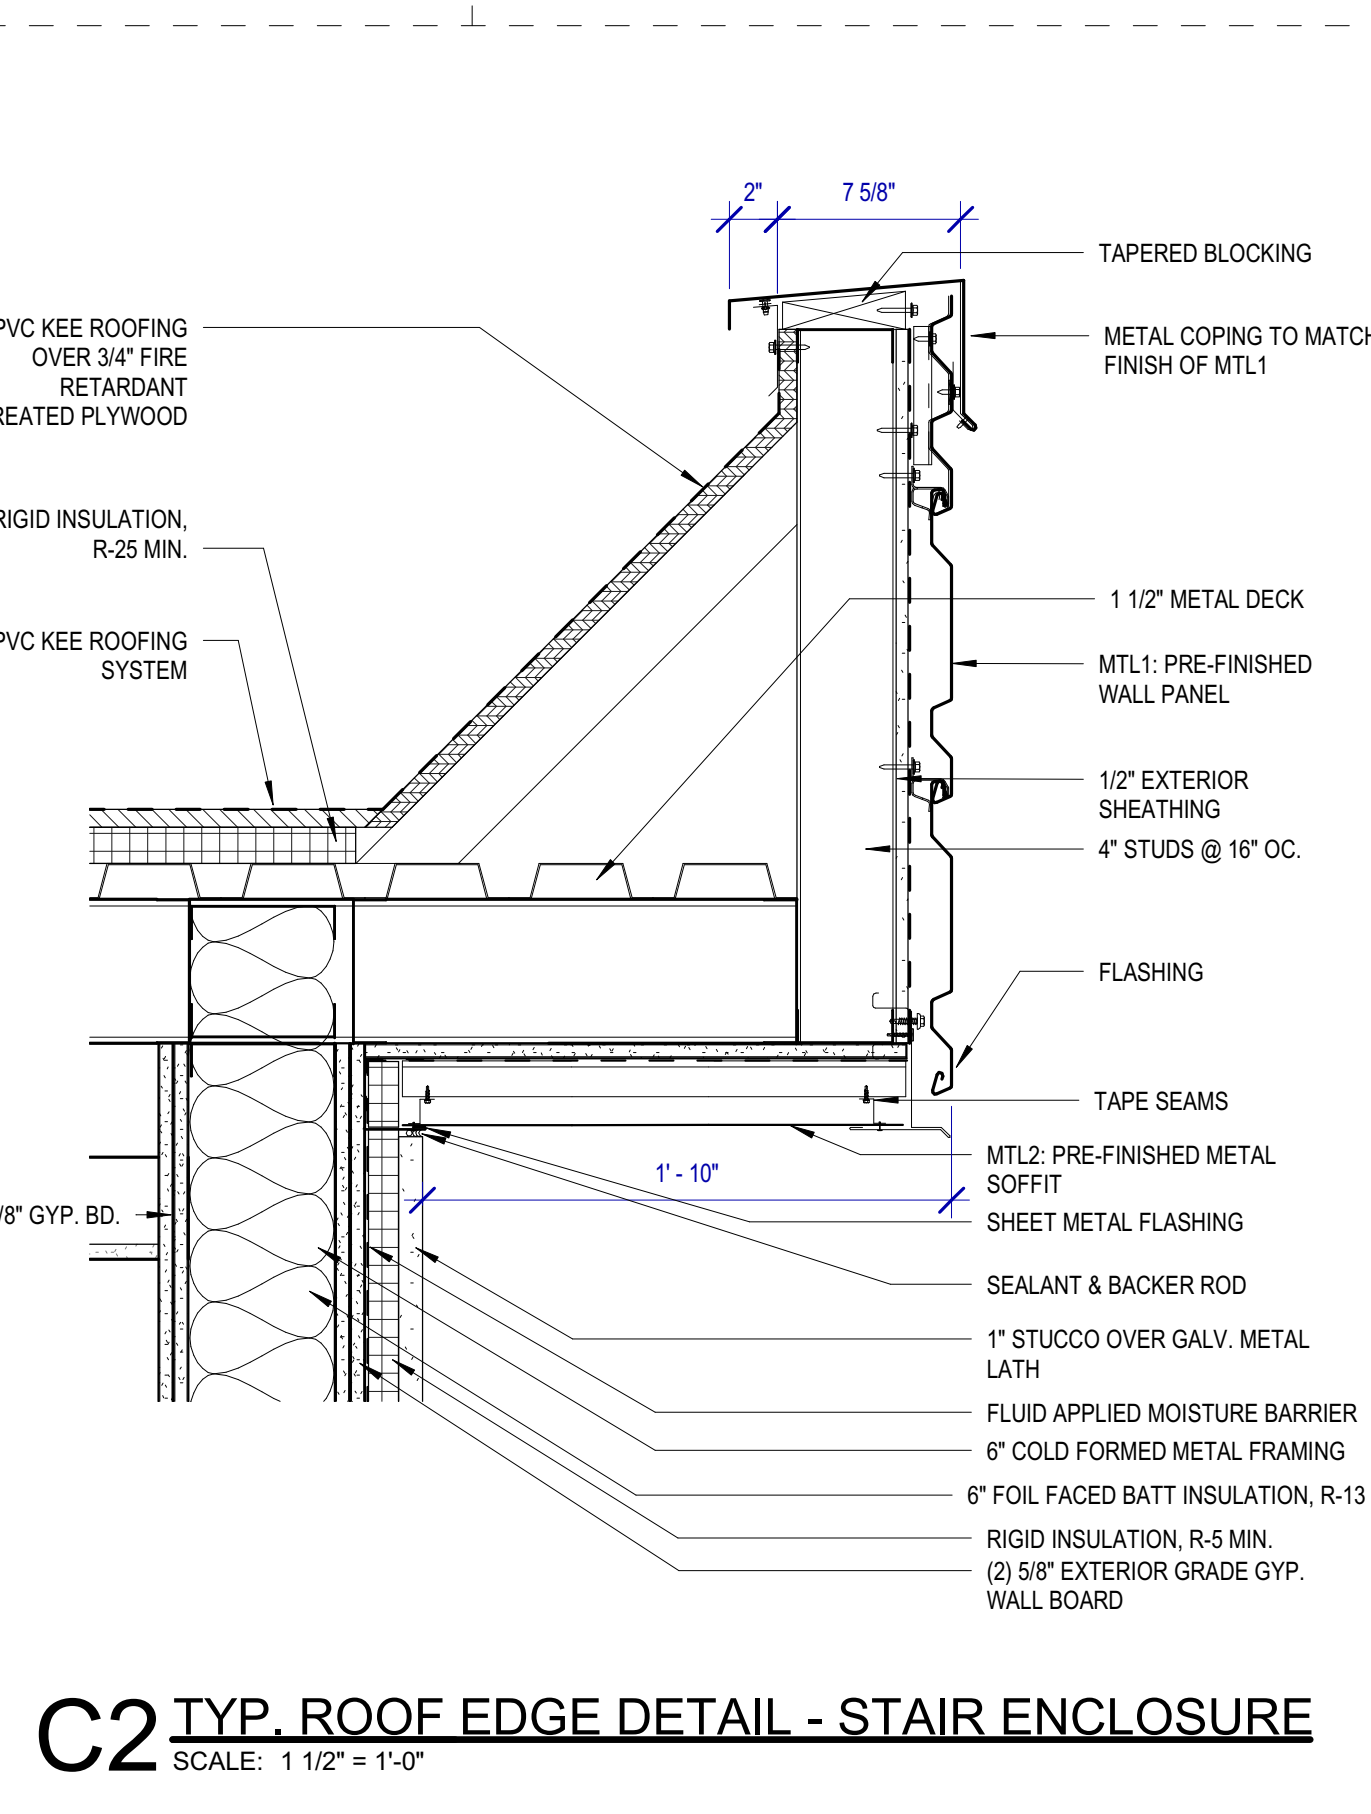 2"
7 5/8"
TAPERED BLOCKING
METAL COPING TO MATCH
FINISH OF MTL1
PVC KEE ROOFING
OVER 3/4" FIRE
RETARDANT
REATED PLYWOOD
RIGID INSULATION,
R-25 MIN.
PVC KEE ROOFING
SYSTEM
1 1/2" METAL DECK
MTL1: PRE-FINISHED
WALL PANEL
1/2" EXTERIOR
SHEATHING
4" STUDS @ 16" OC.
FLASHING
TAPE SEAMS
MTL2: PRE-FINISHED METAL
SOFFIT
1' - 10"
/8" GYP. BD.
SHEET METAL FLASHING
SEALANT & BACKER ROD
1" STUCCO OVER GALV. METAL
LATH
FLUID APPLIED MOISTURE BARRIER
6" COLD FORMED METAL FRAMING
6" FOIL FACED BATT INSULATION, R-13
RIGID INSULATION, R-5 MIN.
(2) 5/8" EXTERIOR GRADE GYP.
WALL BOARD
C2 TYP. ROOF EDGE DETAIL - STAIR ENCLOSURE
SCALE: 1 1/2" = 1'-0"